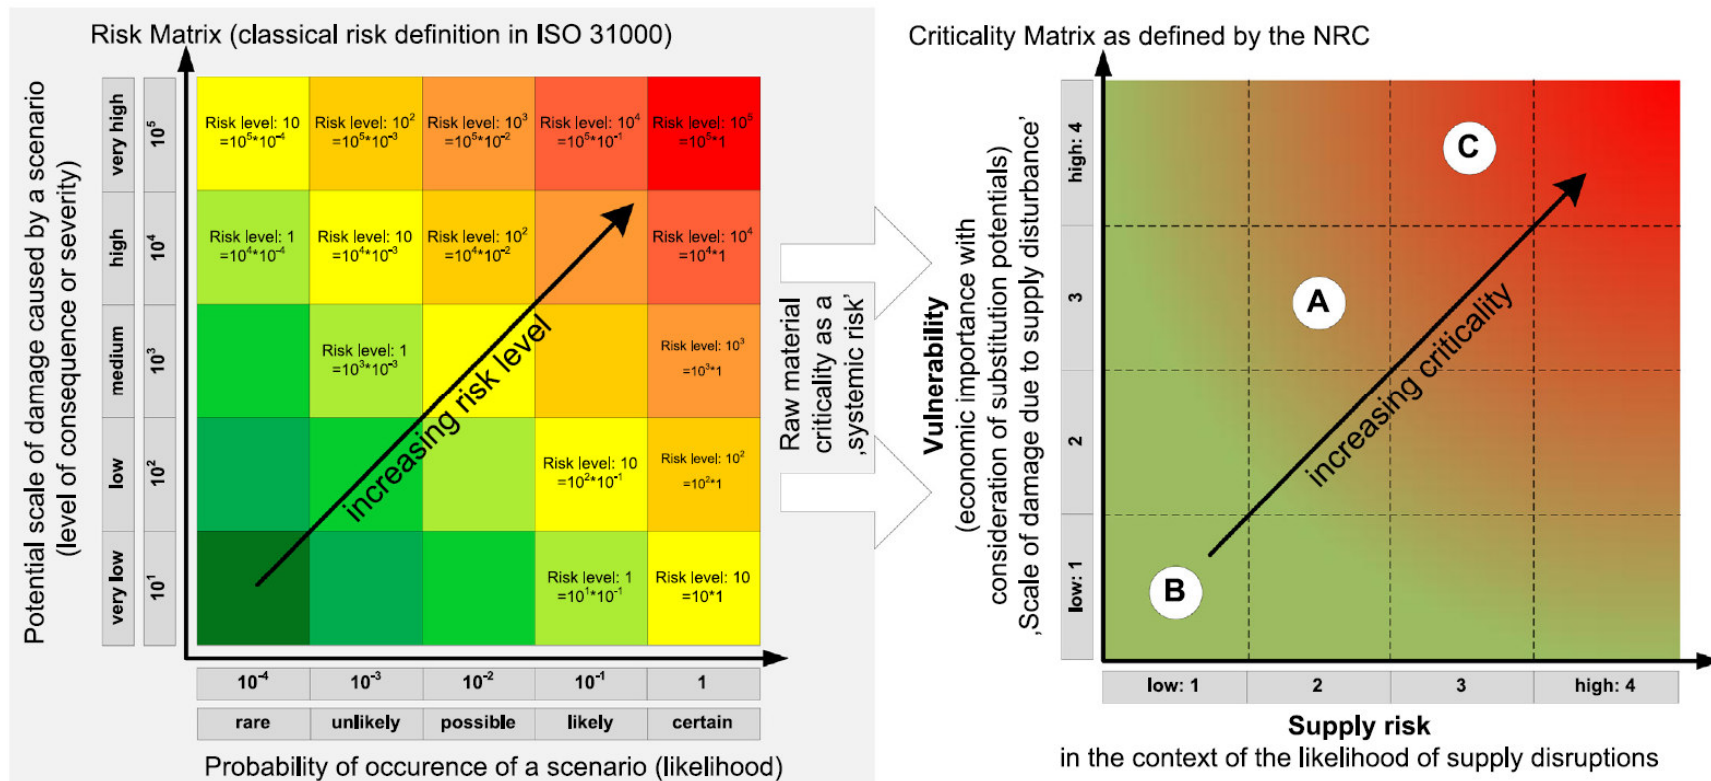 Risk Matrix (classical risk definition in ISO 31000)
Potential scale of damage caused by a scenario
(level of consequence or severity)
very high
10⁵
Risk level: 10
=10⁵*10⁻⁴
Risk level: 10²
=10⁵*10⁻³
Risk level: 10³
=10⁵*10⁻²
Risk level: 10⁴
=10⁵*10⁻¹
Risk level: 10⁵
=10⁵*1
high
10⁴
Risk level: 1
=10⁴*10⁻⁴
Risk level: 10
=10⁴*10⁻³
Risk level: 10²
=10⁴*10⁻²
Risk level: 10⁴
=10⁴*1
medium
10³
Risk level: 1
=10³*10⁻³
Risk level: 10³
=10³*1
low
10²
Risk level: 10
=10²*10⁻¹
Risk level: 10²
=10²*1
very low
10¹
Risk level: 1
=10¹*10⁻¹
Risk level: 10
=10*1
increasing risk level
10⁻⁴
10⁻³
10⁻²
10⁻¹
1
rare
unlikely
possible
likely
certain
Probability of occurence of a scenario (likelihood)
Raw material
criticality as a
‚systemic risk’
Criticality Matrix as defined by the NRC
Vulnerability
(economic importance with
consideration of substitution potentials)
‚Scale of damage due to supply disturbance’
high: 4
3
2
low: 1
C
A
B
increasing criticality
low: 1
2
3
high: 4
Supply risk
in the context of the likelihood of supply disruptions